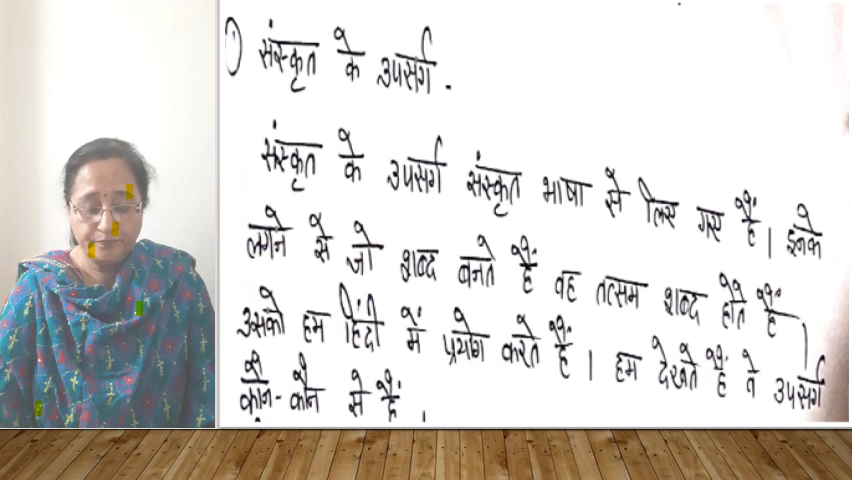 ① संस्कृत के उपसर्ग .
संस्कृत के उपसर्ग संस्कृत भाषा से लिए गए हैं। इनके
लगने से जो शब्द बनते हैं वह तत्सम शब्द होते हैं।
उसको हम हिंदी में प्रयोग करते हैं। हम देखते हैं वे उपसर्ग
कौन-कौन से हैं।